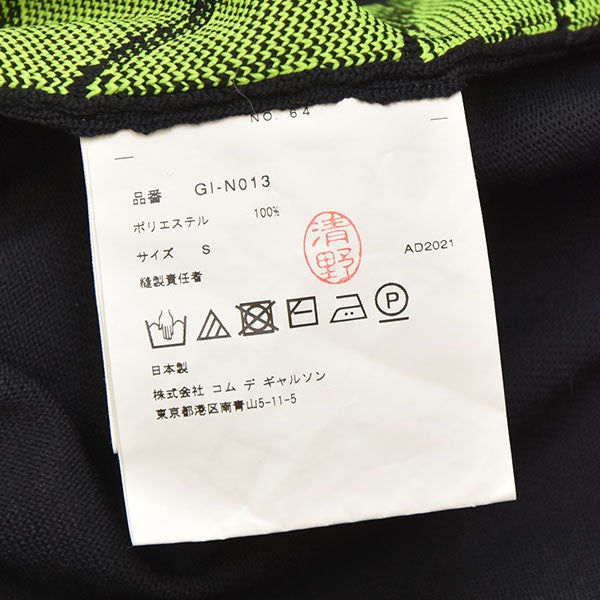 NO. 64
品番 GI-N013
ポリエステル 100%
サイズ S
清野
AD2021
縫製責任者
P
日本製
株式会社 コム デ ギャルソン
東京都港区南青山5-11-5